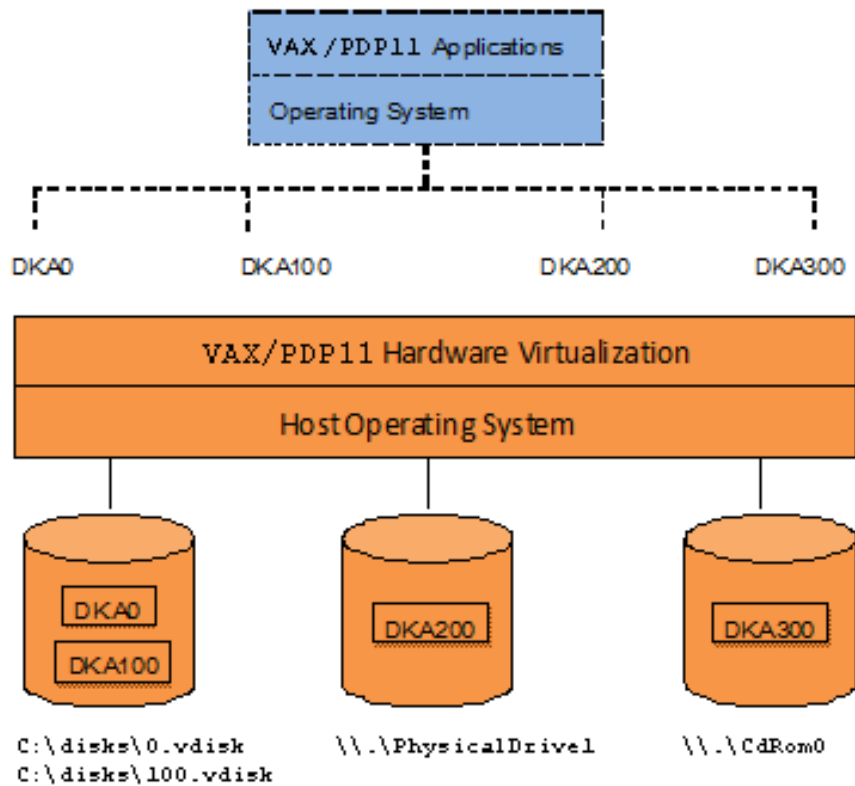 VAX/PDP11 Applications
Operating System
DKA0 DKA100 DKA200 DKA300
VAX/PDP11 Hardware Virtualization
Host Operating System
DKA0
DKA100
DKA200
DKA300
C:\disks\0.vdisk
C:\disks\100.vdisk
\\.\PhysicalDrive1
\\.\CdRom0